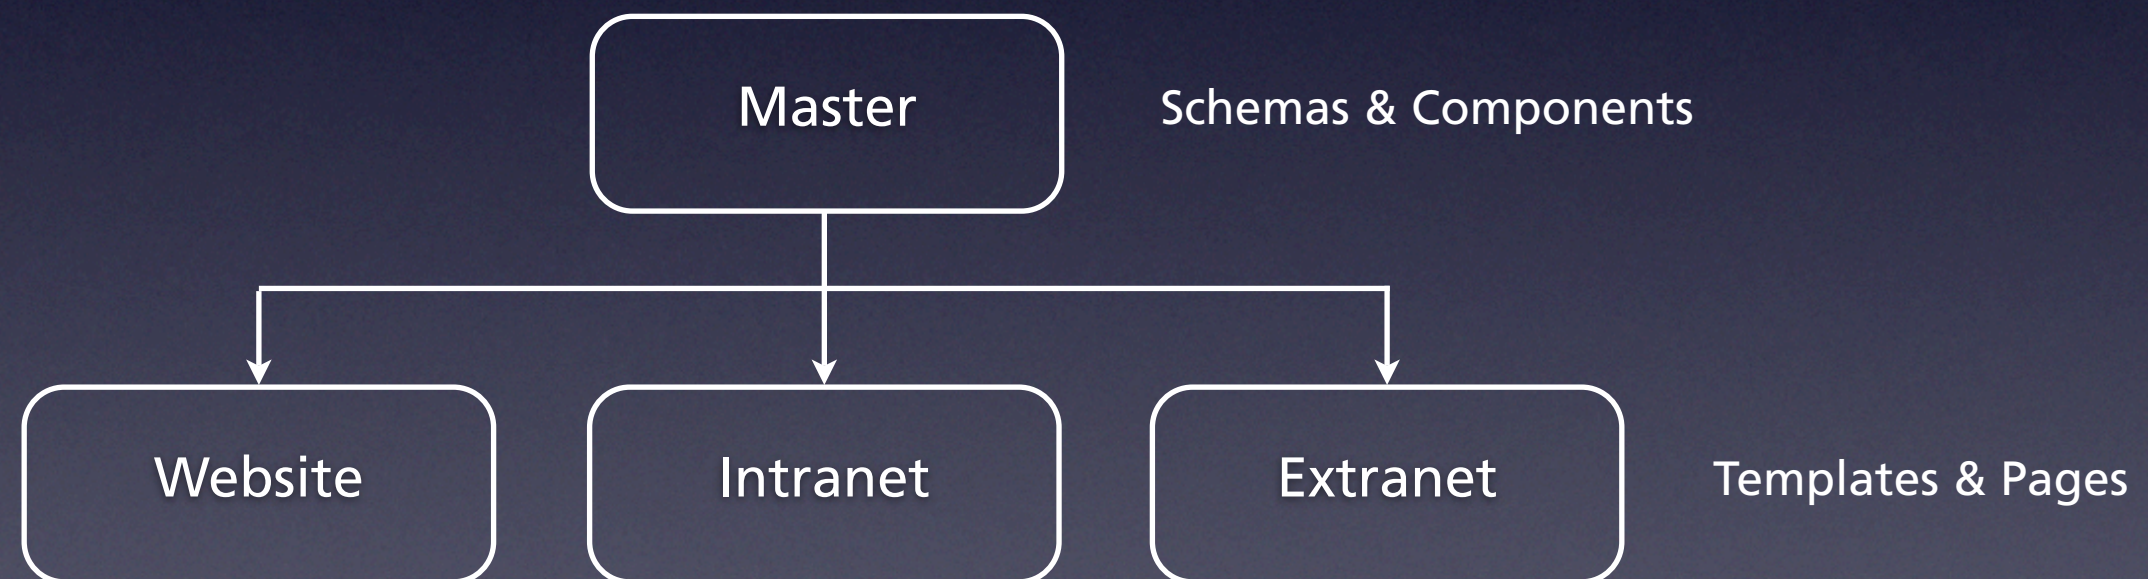 Master
Schemas & Components
Website
Intranet
Extranet
Templates & Pages